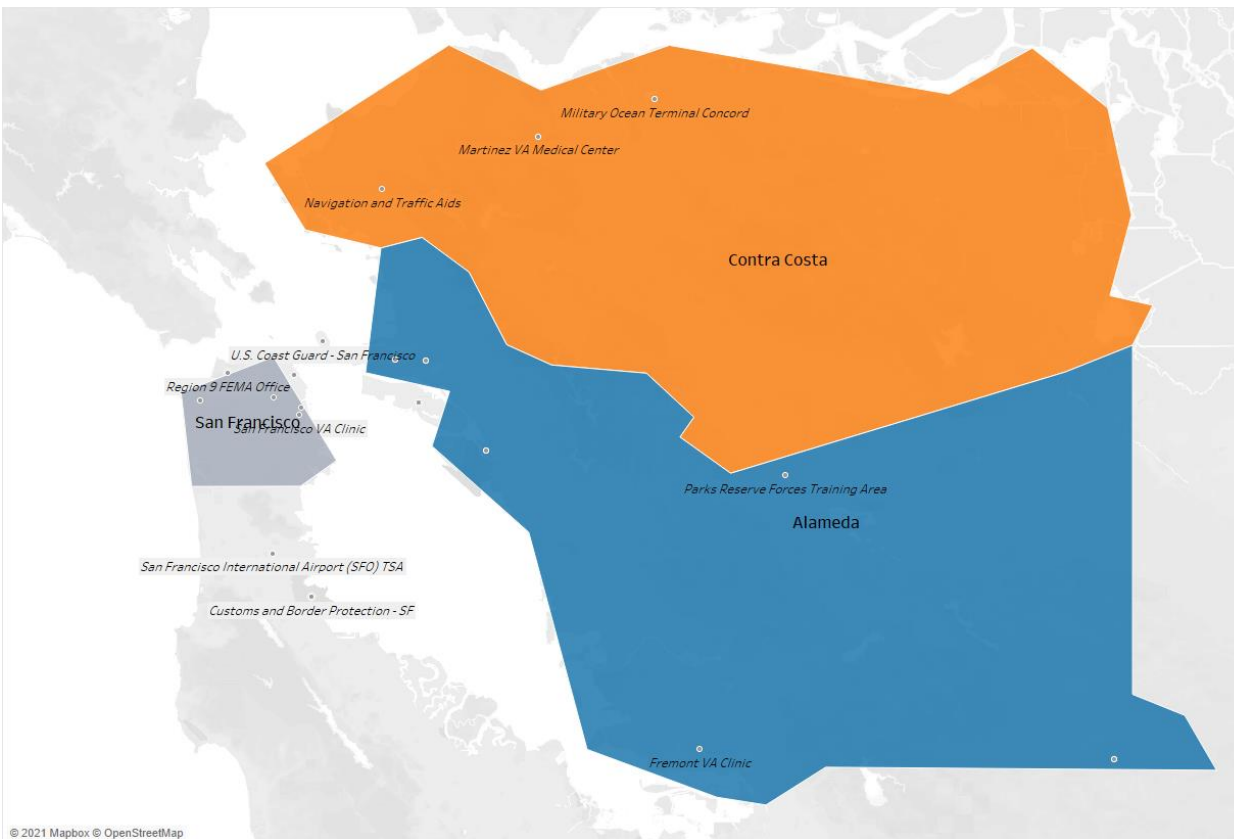 Military Ocean Terminal Concord
Martinez VA Medical Center
Navigation and Traffic Aids
Contra Costa
U.S. Coast Guard - San Francisco
Region 9 FEMA Office
San Francisco
San Francisco VA Clinic
Parks Reserve Forces Training Area
Alameda
San Francisco International Airport (SFO) TSA
Customs and Border Protection - SF
Fremont VA Clinic
© 2021 Mapbox © OpenStreetMap